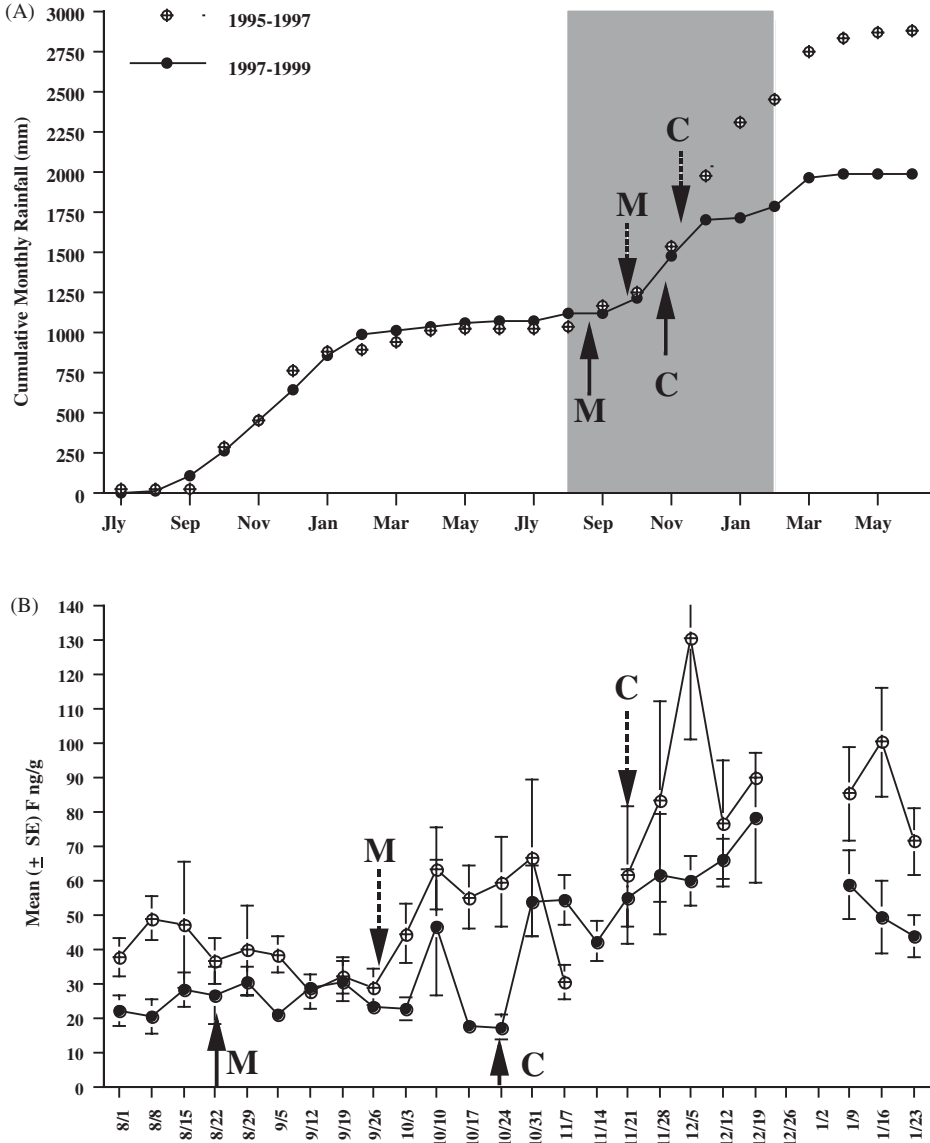 (A)
1995-1997
1997-1999
Cumulative Monthly Rainfall (mm)
3000
2750
2500
2250
2000
1750
1500
1250
1000
750
500
250
0
C
M
M
C
Jly Sep Nov Jan Mar May Jly Sep Nov Jan Mar May
(B)
Mean (± SE) F ng/g
140
130
120
110
100
90
80
70
60
50
40
30
20
10
0
C
M
M
C
8/1 8/8 8/15 8/22 8/29 9/5 9/12 9/19 9/26 10/3 10/10 10/17 10/24 10/31 11/7 11/14 11/21 11/28 12/5 12/12 12/19 12/26 1/2 1/9 1/16 1/23